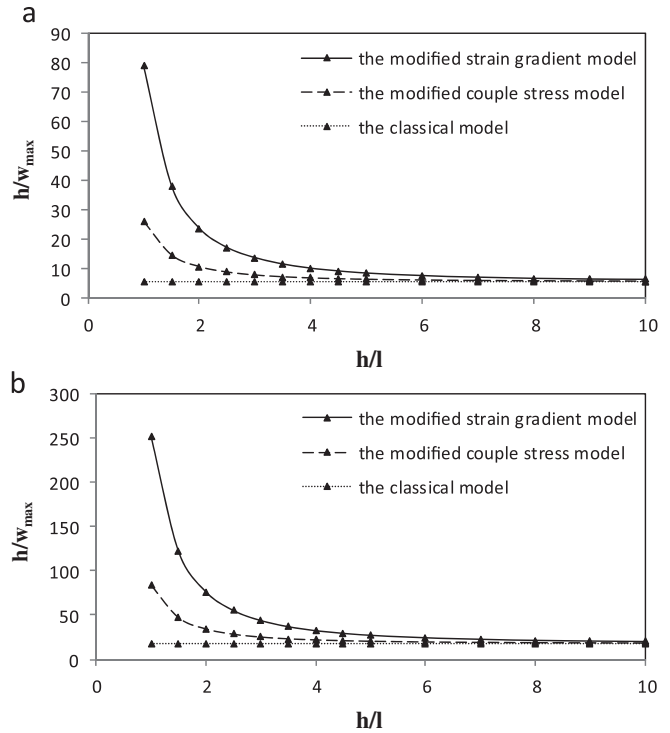 a
90
80
70
60
50
40
30
20
10
0
h/wmax
the modified strain gradient model
the modified couple stress model
the classical model
0 2 4 6 8 10
h/l
b
300
250
200
150
100
50
0
h/wmax
the modified strain gradient model
the modified couple stress model
the classical model
0 2 4 6 8 10
h/l